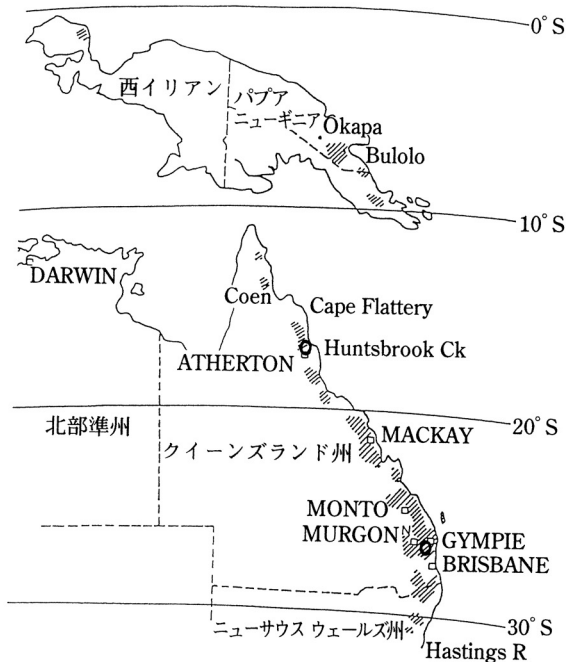 0°S
西イリアン
パプア
ニューギニア
Okapa
Bulolo
10°S
DARWIN
Coen
Cape Flattery
ATHERTON
Huntsbrook Ck
20°S
北部準州
クイーンズランド州
MACKAY
MONTO
MURGON
N
GYMPIE
BRISBANE
30°S
ニューサウス ウェールズ州
Hastings R